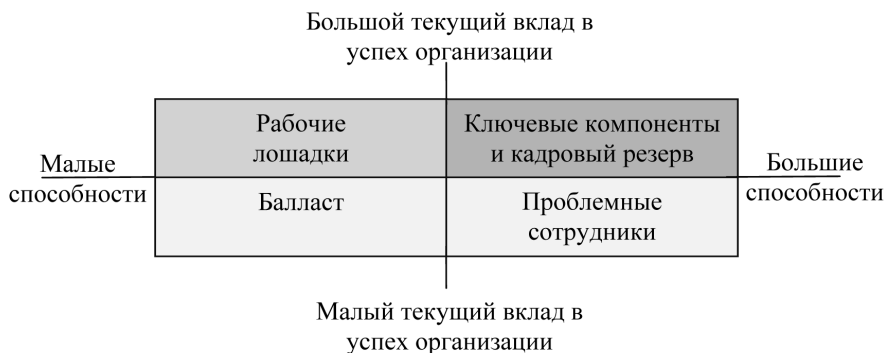 Большой текущий вклад в
успех организации
Рабочие
лошадки
Ключевые компоненты
и кадровый резерв
Малые
способности
Большие
способности
Балласт
Проблемные
сотрудники
Малый текущий вклад в
успех организации